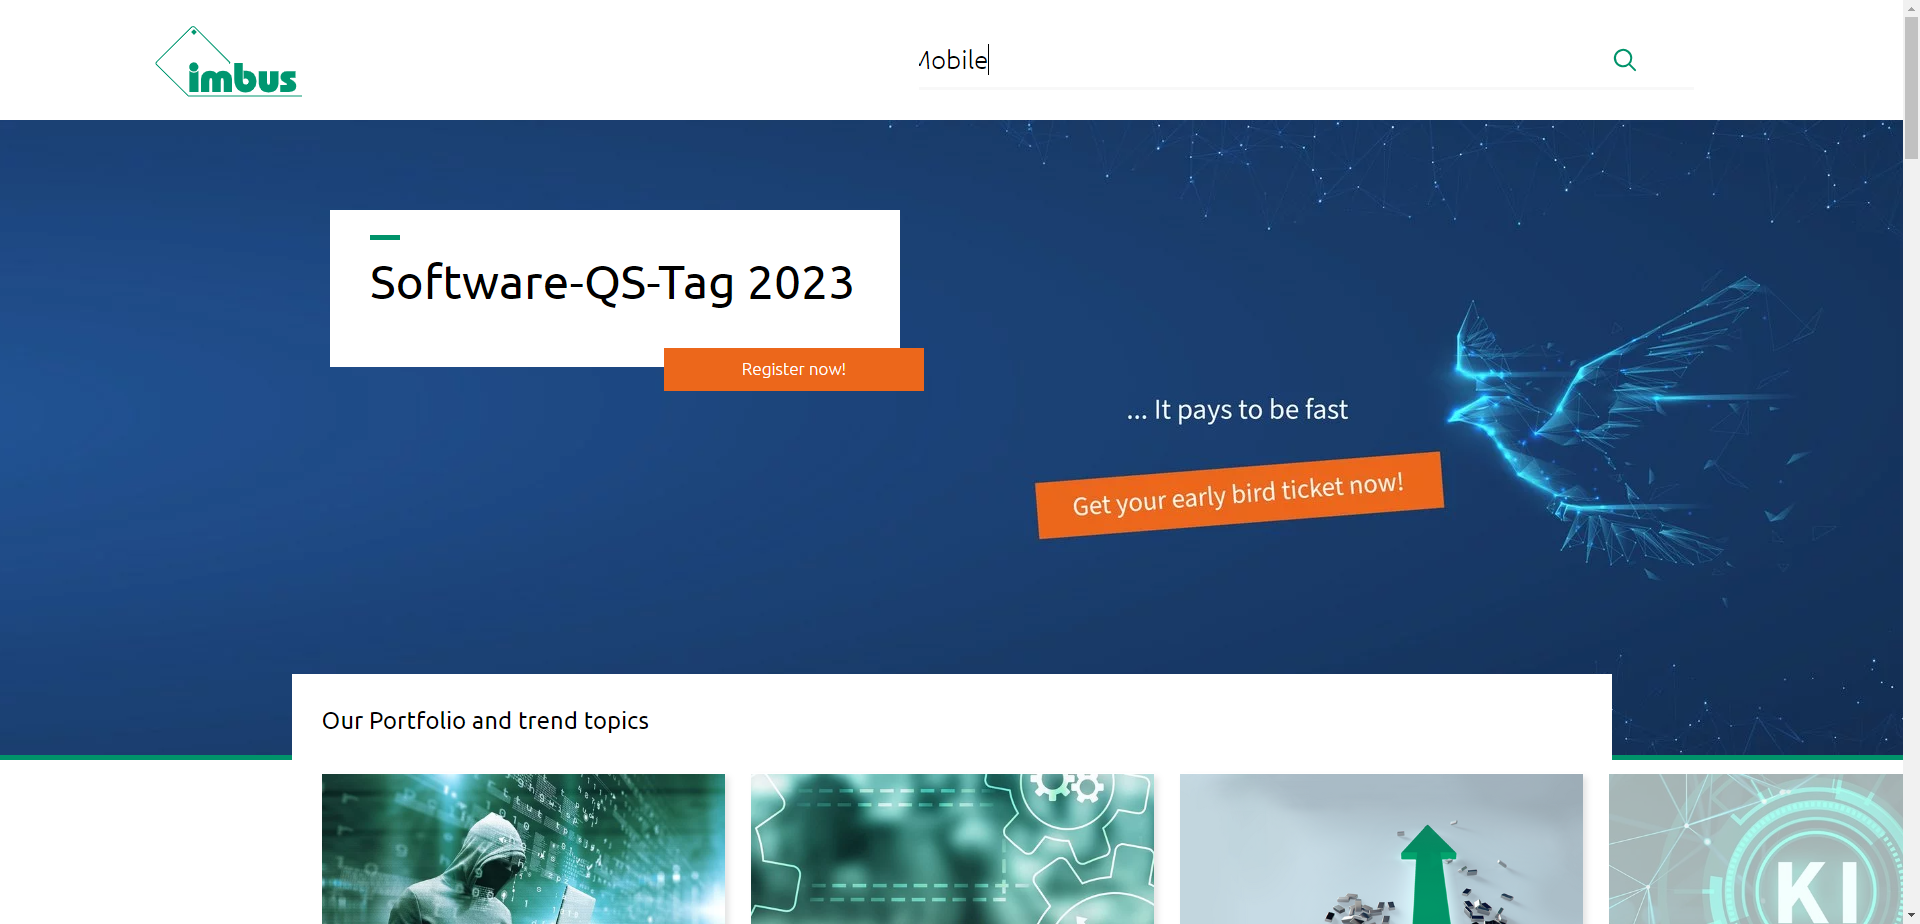 imbus
Mobile
Software-QS-Tag 2023
Register now!
... It pays to be fast
Get your early bird ticket now!
Our Portfolio and trend topics
KI